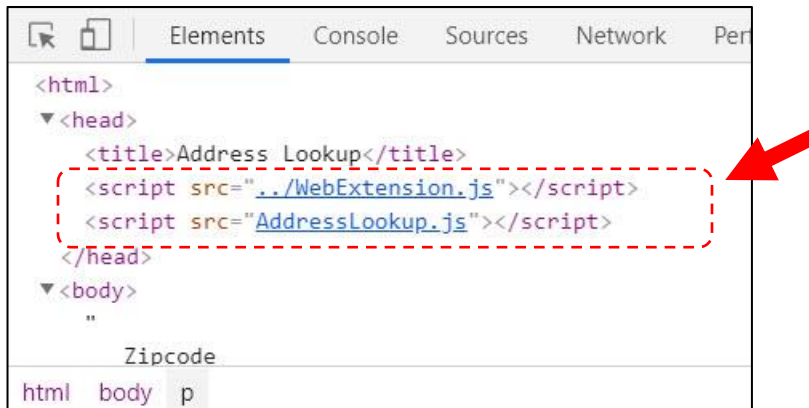 Elements Console Sources Network
<html>
▼<head>
<title>Address Lookup</title>
<script src="../WebExtension.js"></script>
<script src="AddressLookup.js"></script>
</head>
▼<body>
"
Zipcode
html body p